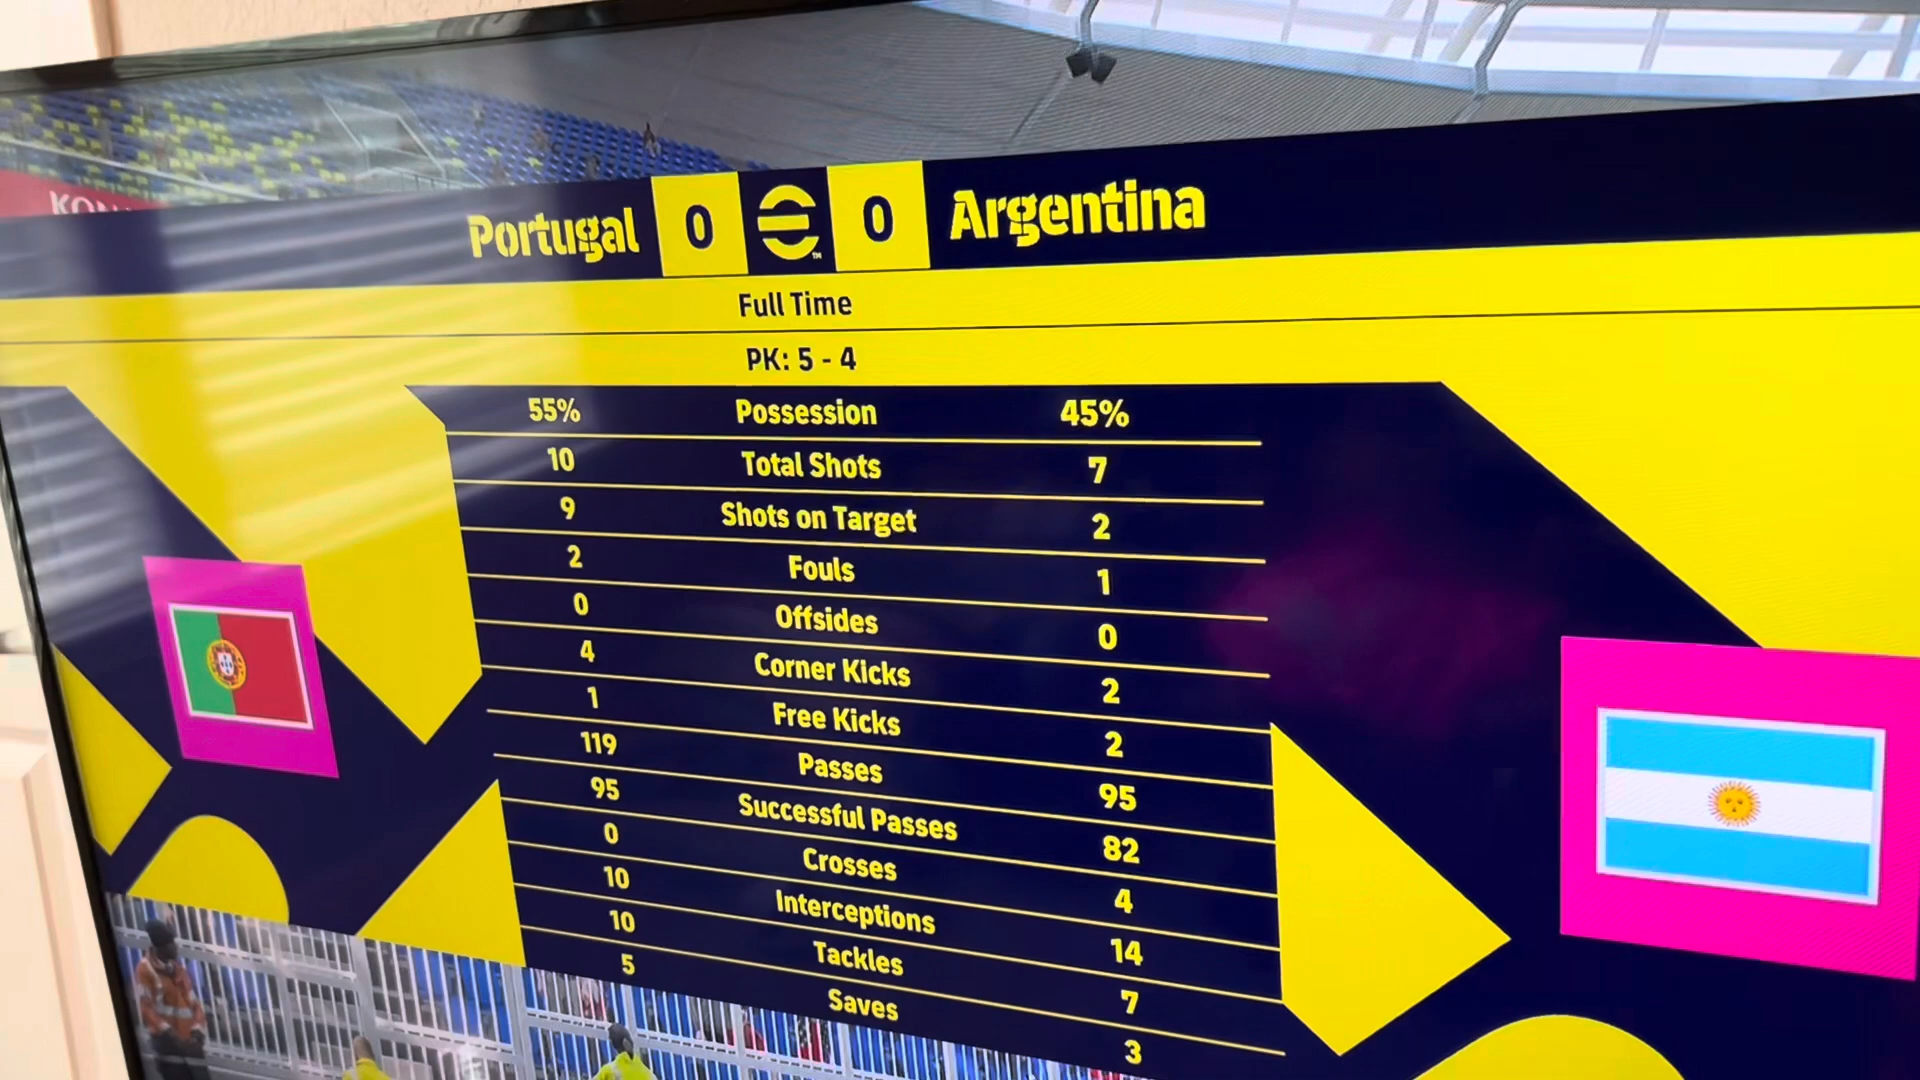 KON
Portugal 0 0 Argentina
TM
Full Time
PK: 5 - 4
55% Possession 45%
10 Total Shots 7
9 Shots on Target 2
2 Fouls 1
0 Offsides 0
4 Corner Kicks 2
1 Free Kicks 2
119 Passes 95
95 Successful Passes 82
0 Crosses 4
10 Interceptions 14
10 Tackles 7
5 Saves 3